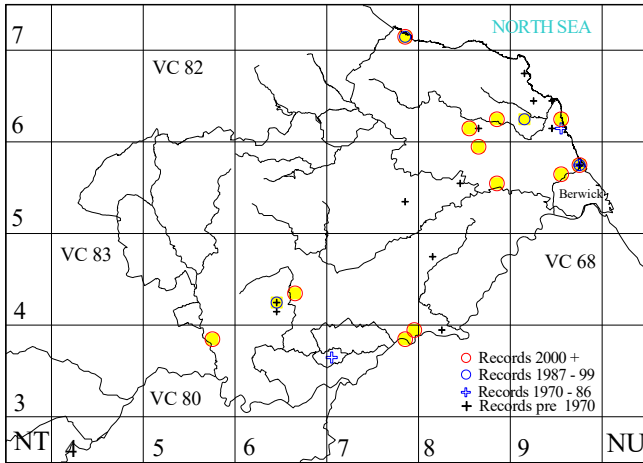 7
NORTH SEA
VC 82
6
Berwick
5
VC 83
VC 68
4
Records 2000 +
Records 1987 - 99
Records 1970 - 86
Records pre 1970
VC 80
3
NT 4 5 6 7 8 9 NU